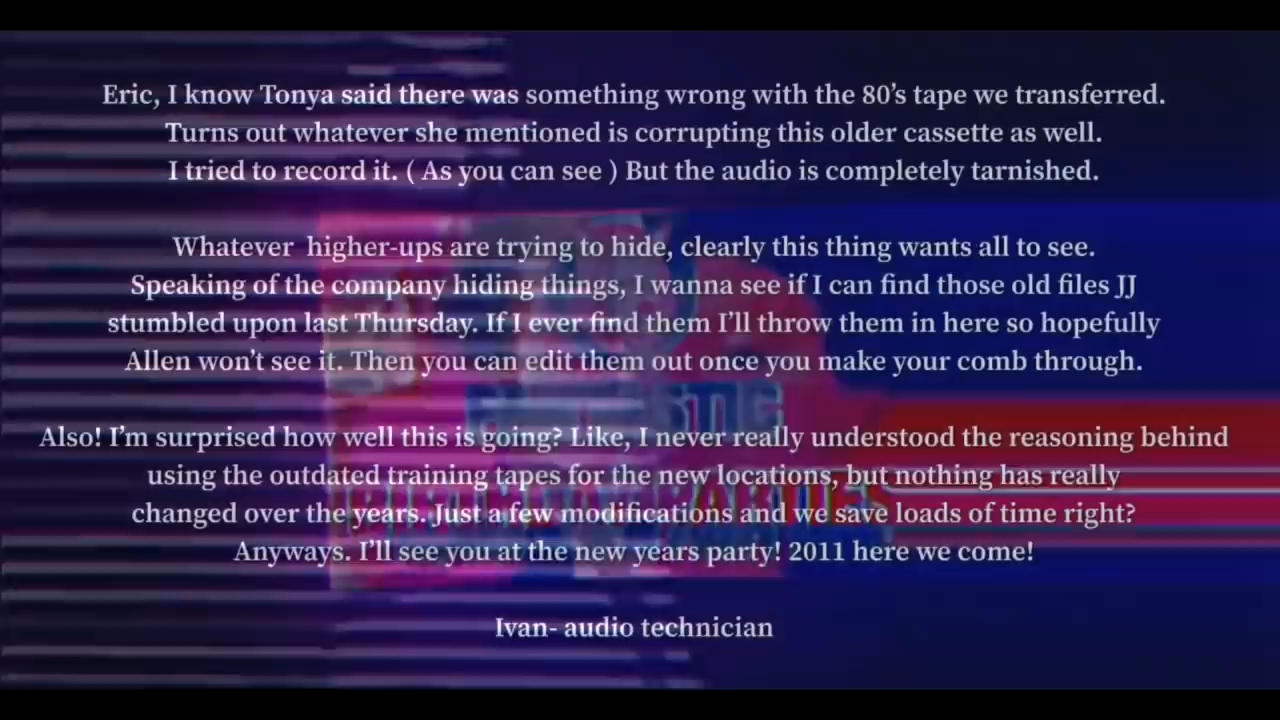 Eric, I know Tonya said there was something wrong with the 80's tape we transferred.
Turns out whatever she mentioned is corrupting this older cassette as well.
I tried to record it. ( As you can see ) But the audio is completely tarnished.
Whatever higher-ups are trying to hide, clearly this thing wants all to see.
Speaking of the company hiding things, I wanna see if I can find those old files JJ
stumbled upon last Thursday. If I ever find them I'll throw them in here so hopefully
Allen won't see it. Then you can edit them out once you make your comb through.
Also! I'm surprised how well this is going? Like, I never really understood the reasoning behind
using the outdated training tapes for the new locations, but nothing has really
changed over the years. Just a few modifications and we save loads of time right?
Anyways. I'll see you at the new years party! 2011 here we come!
Ivan- audio technician